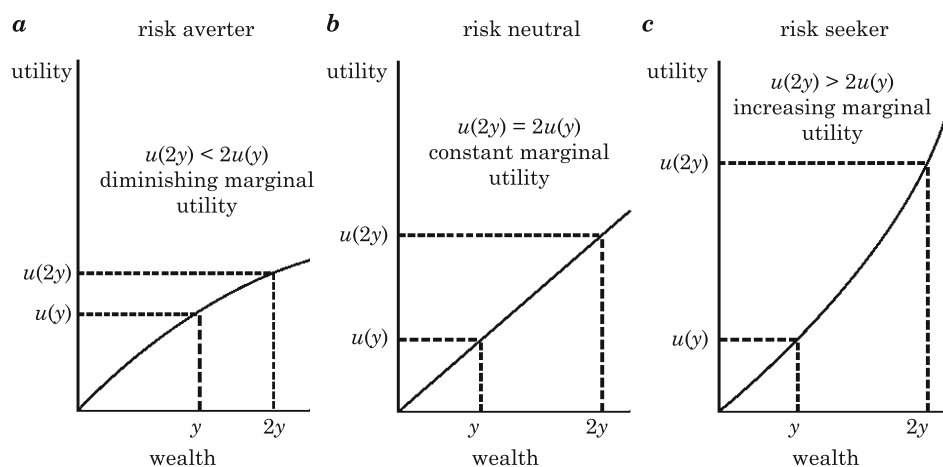 a risk averter
utility
u(2y) < 2u(y)
diminishing marginal
utility
u(2y)
u(y)
y 2y
wealth
b risk neutral
utility
u(2y) = 2u(y)
constant marginal
utility
u(2y)
u(y)
y 2y
wealth
c risk seeker
utility
u(2y) > 2u(y)
increasing marginal
utility
u(2y)
u(y)
y 2y
wealth